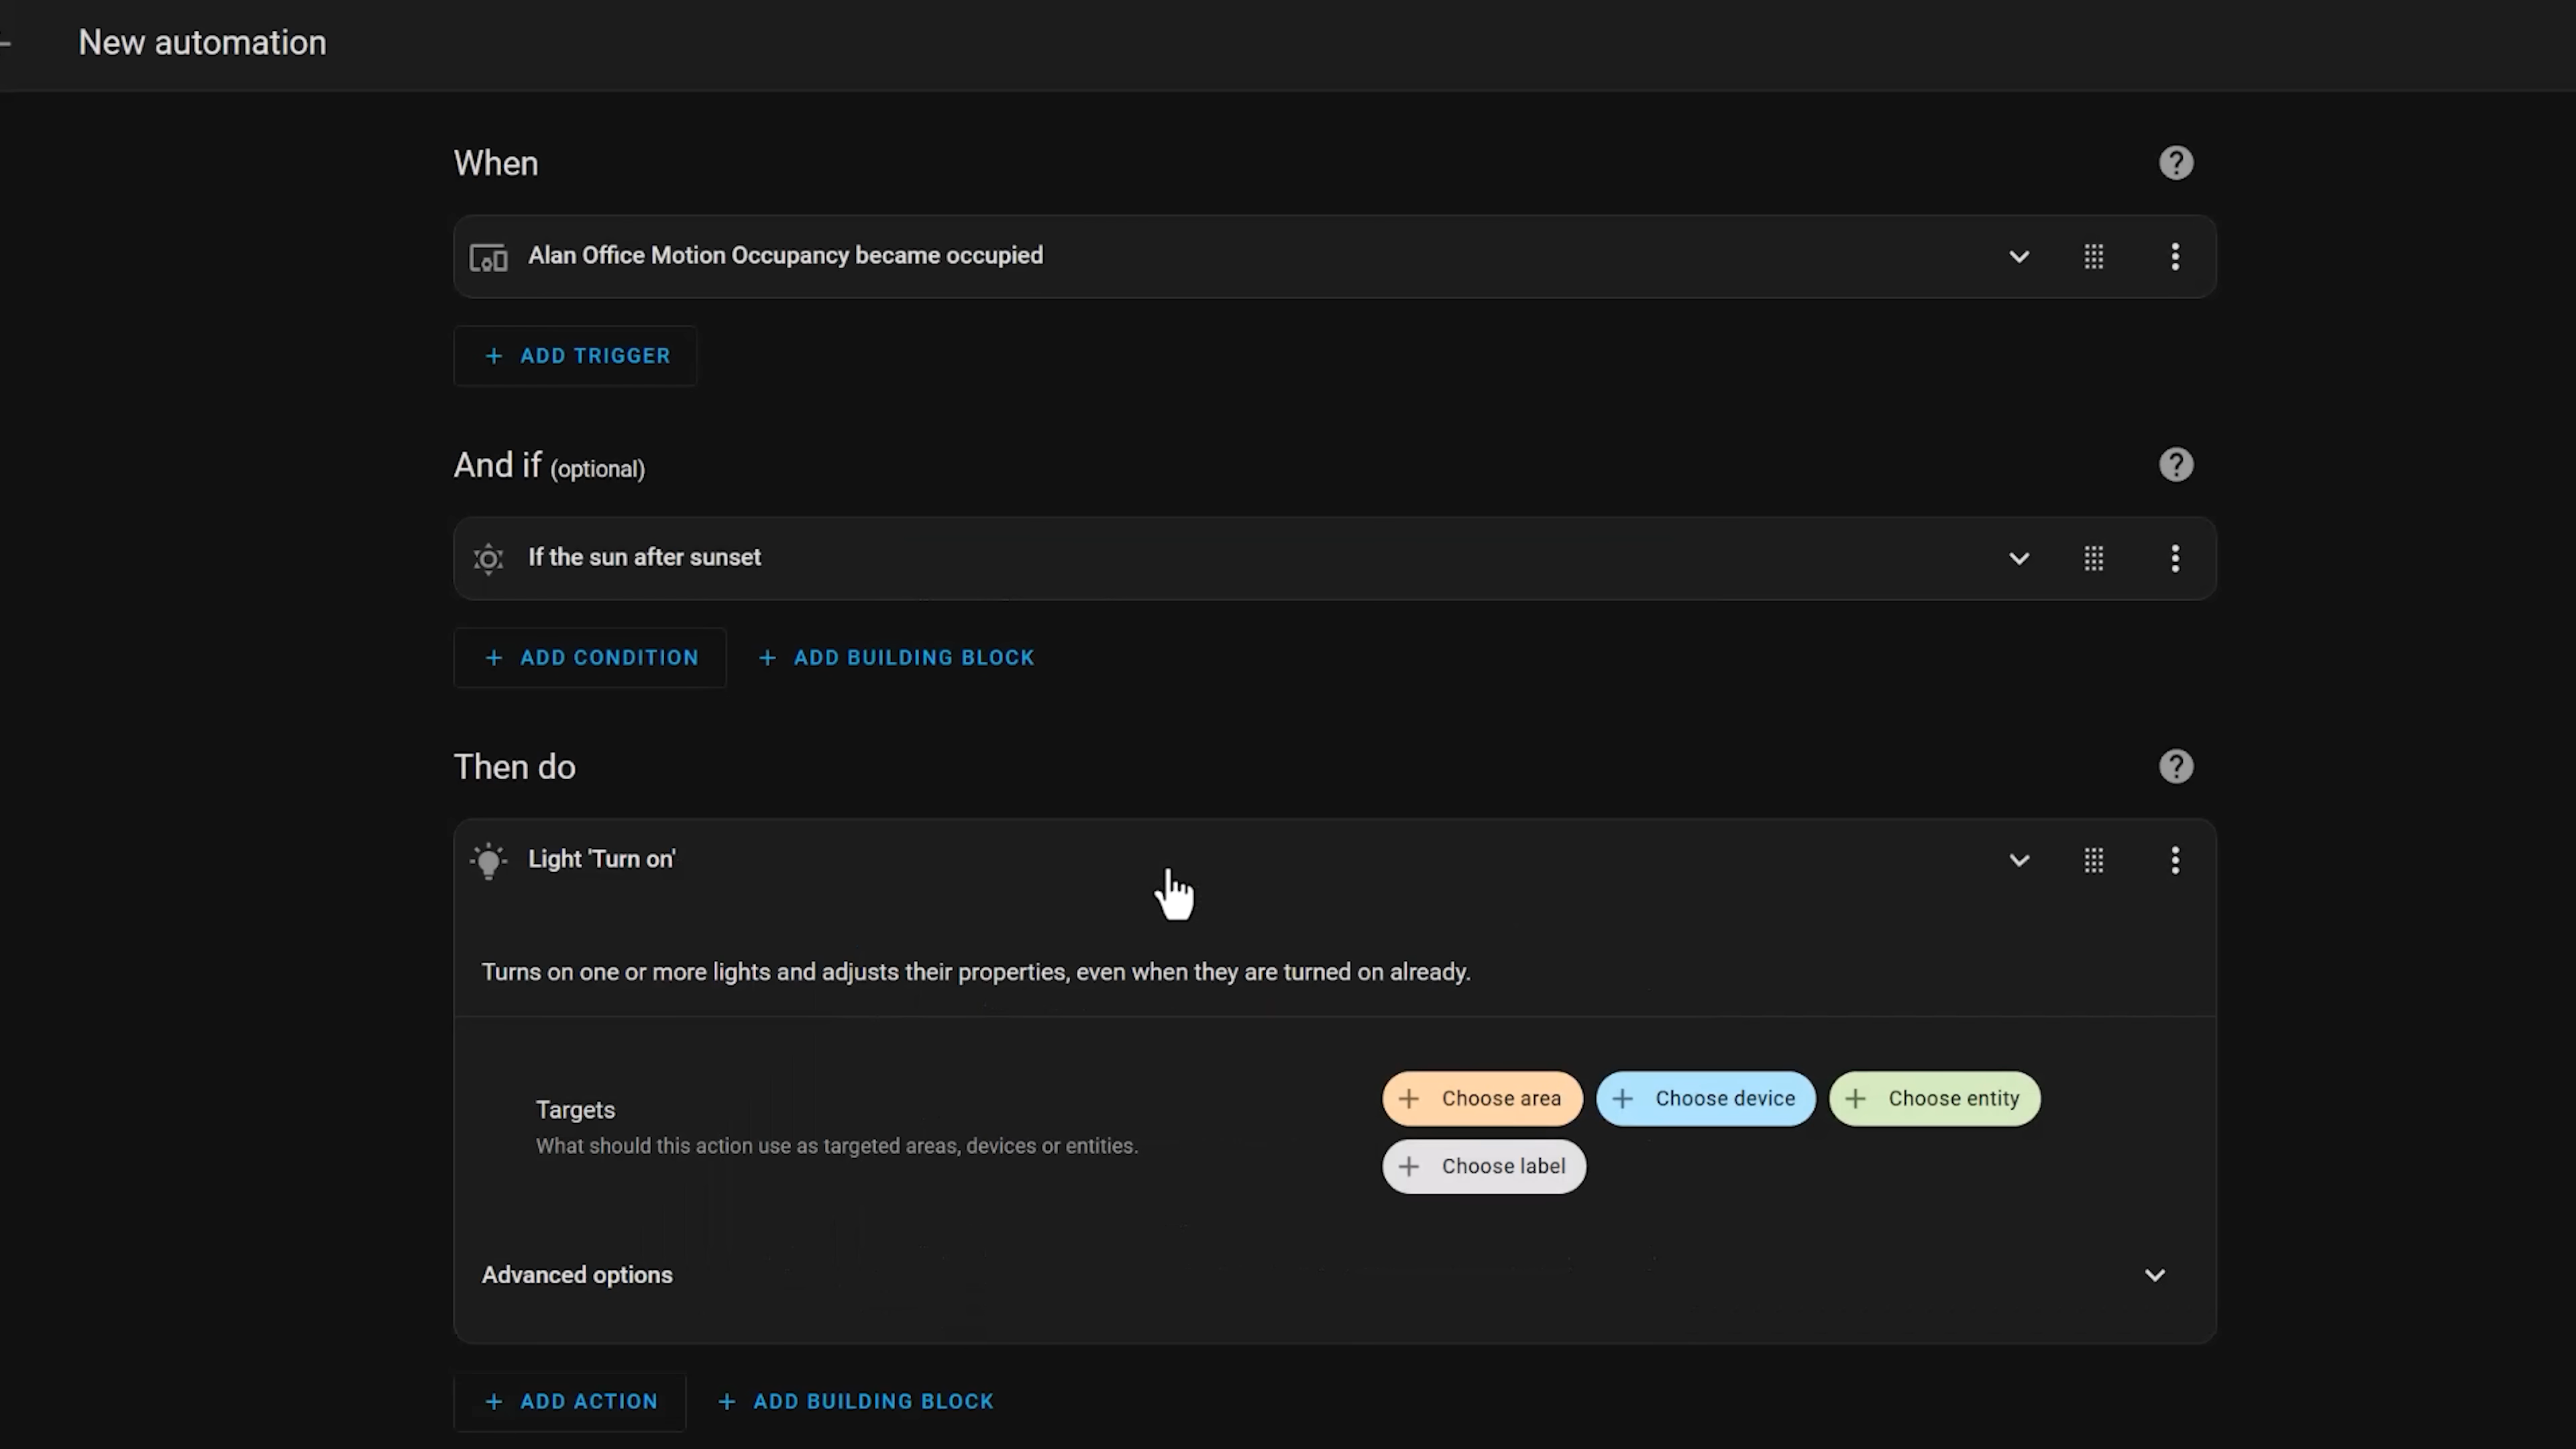 New automation
When
Alan Office Motion Occupancy became occupied
ADD TRIGGER
And if (optional)
If the sun after sunset
ADD CONDITION
ADD BUILDING BLOCK
Then do
Light 'Turn on'
Turns on one or more lights and adjusts their properties, even when they are turned on already.
Targets
What should this action use as targeted areas, devices or entities.
Choose area
Choose device
Choose entity
Choose label
Advanced options
ADD ACTION
ADD BUILDING BLOCK